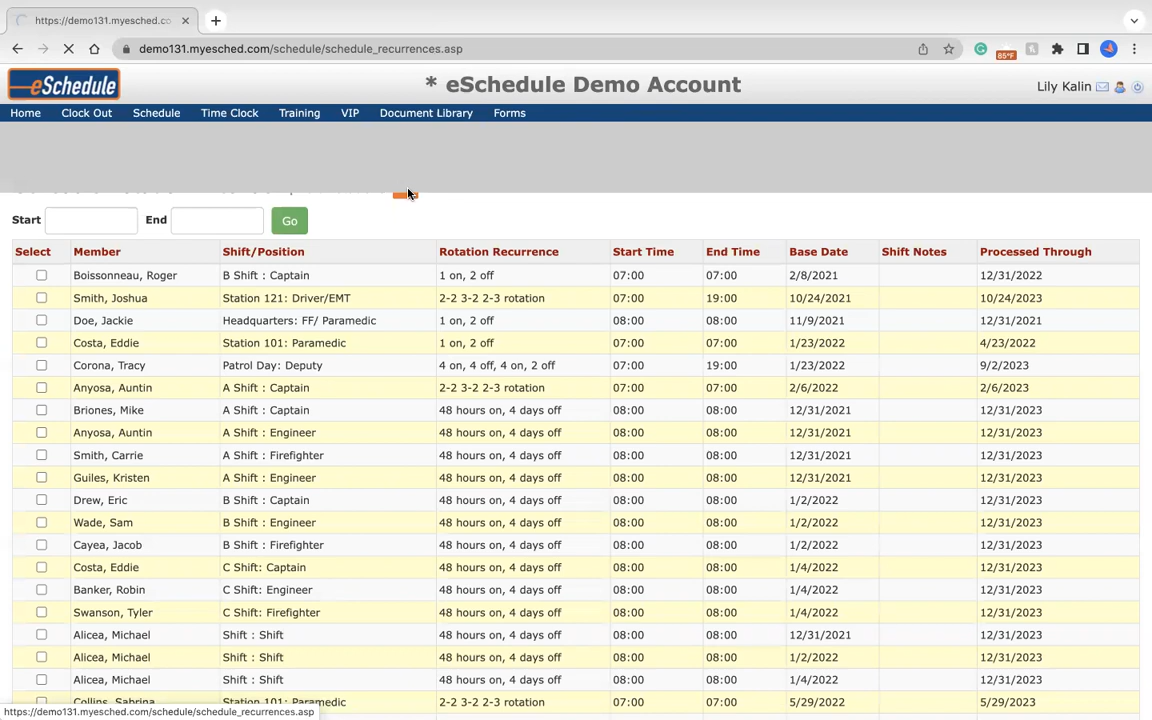 https://demo131.myesched.co
demo131.myesched.com/schedule/schedule_recurrences.asp
85°F
eSchedule
* eSchedule Demo Account
Lily Kalin
Home Clock Out Schedule Time Clock Training VIP Document Library Forms
Start End Go
Select Member Shift/Position Rotation Recurrence Start Time End Time Base Date Shift Notes Processed Through
Boissonneau, Roger B Shift : Captain 1 on, 2 off 07:00 07:00 2/8/2021 12/31/2022
Smith, Joshua Station 121: Driver/EMT 2-2 3-2 2-3 rotation 07:00 19:00 10/24/2021 10/24/2023
Doe, Jackie Headquarters: FF/ Paramedic 1 on, 2 off 08:00 08:00 11/9/2021 12/31/2021
Costa, Eddie Station 101: Paramedic 1 on, 2 off 07:00 07:00 1/23/2022 4/23/2022
Corona, Tracy Patrol Day: Deputy 4 on, 4 off, 4 on, 2 off 07:00 19:00 1/23/2022 9/2/2023
Anyosa, Auntin A Shift : Captain 2-2 3-2 2-3 rotation 07:00 07:00 2/6/2022 2/6/2023
Briones, Mike A Shift : Captain 48 hours on, 4 days off 08:00 08:00 12/31/2021 12/31/2023
Anyosa, Auntin A Shift : Engineer 48 hours on, 4 days off 08:00 08:00 12/31/2021 12/31/2023
Smith, Carrie A Shift : Firefighter 48 hours on, 4 days off 08:00 08:00 12/31/2021 12/31/2023
Guiles, Kristen A Shift : Engineer 48 hours on, 4 days off 08:00 08:00 12/31/2021 12/31/2023
Drew, Eric B Shift : Captain 48 hours on, 4 days off 08:00 08:00 1/2/2022 12/31/2023
Wade, Sam B Shift : Engineer 48 hours on, 4 days off 08:00 08:00 1/2/2022 12/31/2023
Cayea, Jacob B Shift : Firefighter 48 hours on, 4 days off 08:00 08:00 1/2/2022 12/31/2023
Costa, Eddie C Shift: Captain 48 hours on, 4 days off 08:00 08:00 1/4/2022 12/31/2023
Banker, Robin C Shift: Engineer 48 hours on, 4 days off 08:00 08:00 1/4/2022 12/31/2023
Swanson, Tyler C Shift: Firefighter 48 hours on, 4 days off 08:00 08:00 1/4/2022 12/31/2023
Alicea, Michael Shift : Shift 48 hours on, 4 days off 08:00 08:00 12/31/2021 12/31/2023
Alicea, Michael Shift : Shift 48 hours on, 4 days off 08:00 08:00 1/2/2022 12/31/2023
Alicea, Michael Shift : Shift 48 hours on, 4 days off 08:00 08:00 1/4/2022 12/31/2023
Collins, Sabrina Station 101: Paramedic 2-2 3-2 2-3 rotation 07:00 07:00 5/29/2022 5/29/2023
https://demo131.myesched.com/schedule/schedule_recurrences.asp